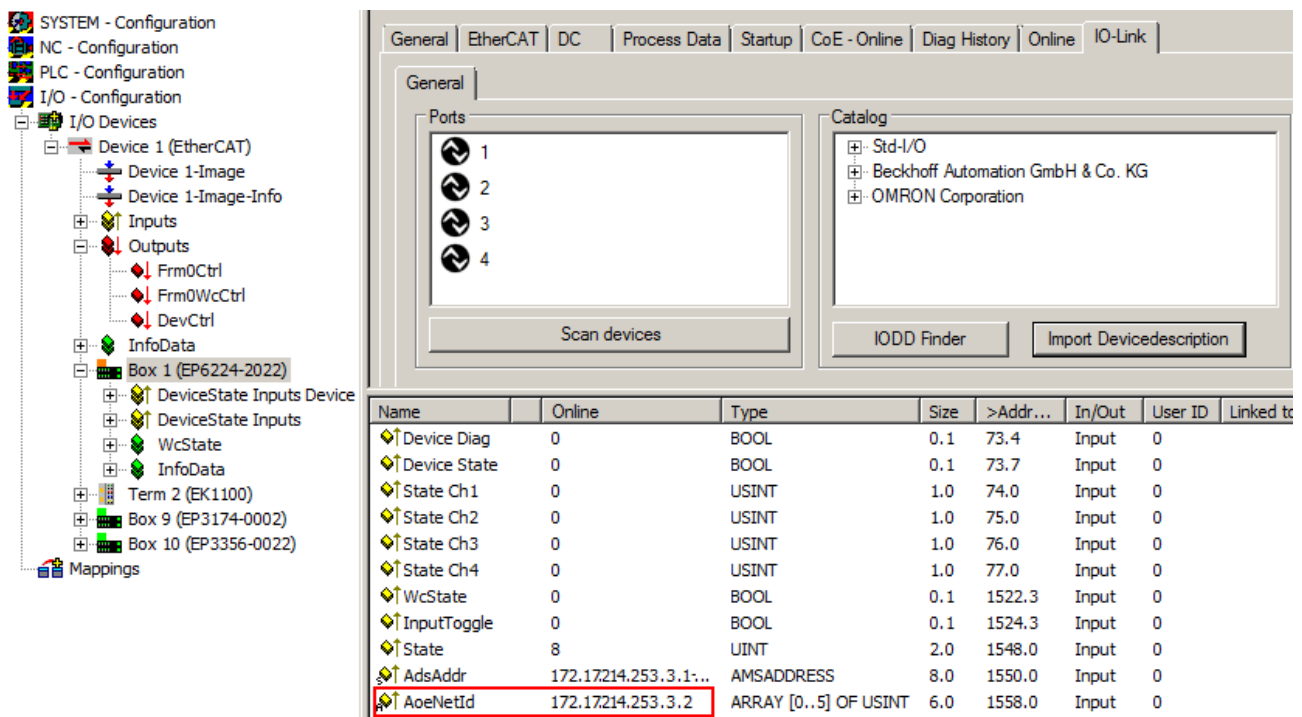 SYSTEM - Configuration
NC - Configuration
PLC - Configuration
I/O - Configuration
I/O Devices
Device 1 (EtherCAT)
Device 1-Image
Device 1-Image-Info
Inputs
Outputs
Frm0Ctrl
Frm0WcCtrl
DevCtrl
InfoData
Box 1 (EP6224-2022)
DeviceState Inputs Device
DeviceState Inputs
WcState
InfoData
Term 2 (EK1100)
Box 9 (EP3174-0002)
Box 10 (EP3356-0022)
Mappings
General EtherCAT DC Process Data Startup CoE - Online Diag History Online IO-Link
General
Ports
1
2
3
4
Scan devices
Catalog
Std-I/O
Beckhoff Automation GmbH & Co. KG
OMRON Corporation
IODD Finder Import Devicedescription
Name Online Type Size >Addr... In/Out User ID Linked to
Device Diag 0 BOOL 0.1 73.4 Input 0
Device State 0 BOOL 0.1 73.7 Input 0
State Ch1 0 USINT 1.0 74.0 Input 0
State Ch2 0 USINT 1.0 75.0 Input 0
State Ch3 0 USINT 1.0 76.0 Input 0
State Ch4 0 USINT 1.0 77.0 Input 0
WcState 0 BOOL 0.1 1522.3 Input 0
InputToggle 0 BOOL 0.1 1524.3 Input 0
State 8 UINT 2.0 1548.0 Input 0
AdsAddr 172.17.214.253.3.1:... AMSADDRESS 8.0 1550.0 Input 0
AoeNetId 172.17.214.253.3.2 ARRAY [0..5] OF USINT 6.0 1558.0 Input 0